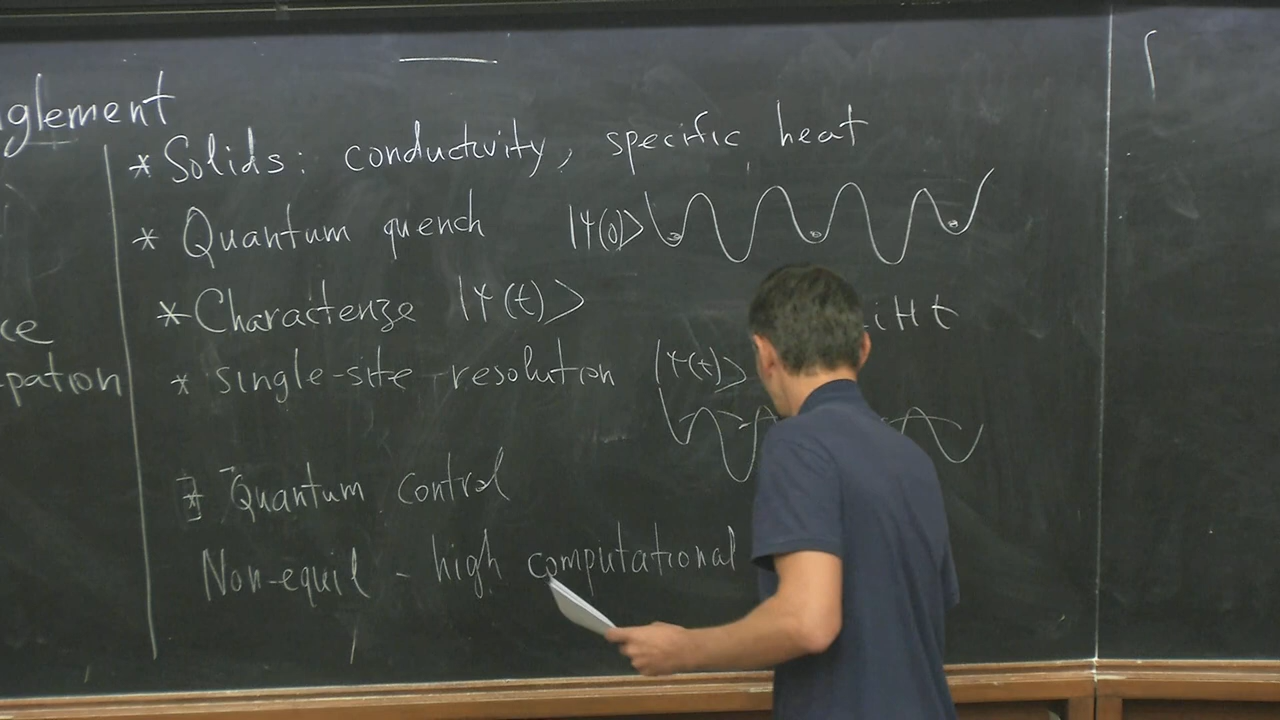 glement
* Solids: conductivity, specific heat
* Quantum quench |Ψ(0)>
* Characterize |Ψ(t)> iHt
* single-site resolution |Ψ(t)>
ce
pation
* Quantum control
Non-equil - high computational